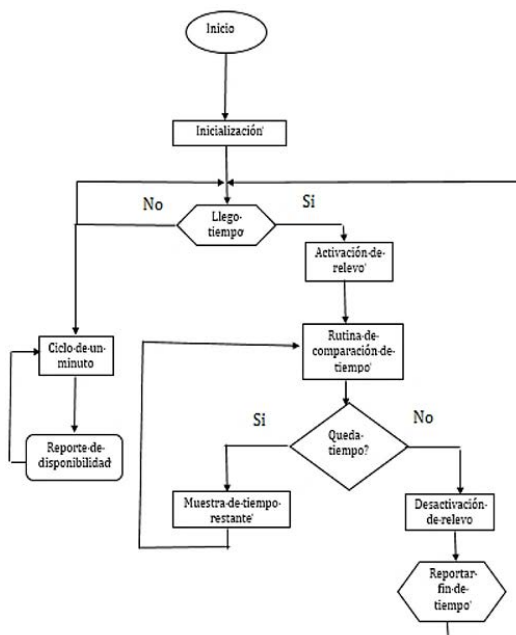 Inicio
Inicialización
No
Si
Llego-
tiempo
Activación-de-
relevo
Ciclo-de-un-
minuto
Rutina-de-
comparación-de-
tiempo
Reporte-de-
disponibilidad
Si
No
Queda-
tiempo?
Muestra-de-tiempo-
restante
Desactivación-
de-relevo
Reportar-
fin-de-
tiempo